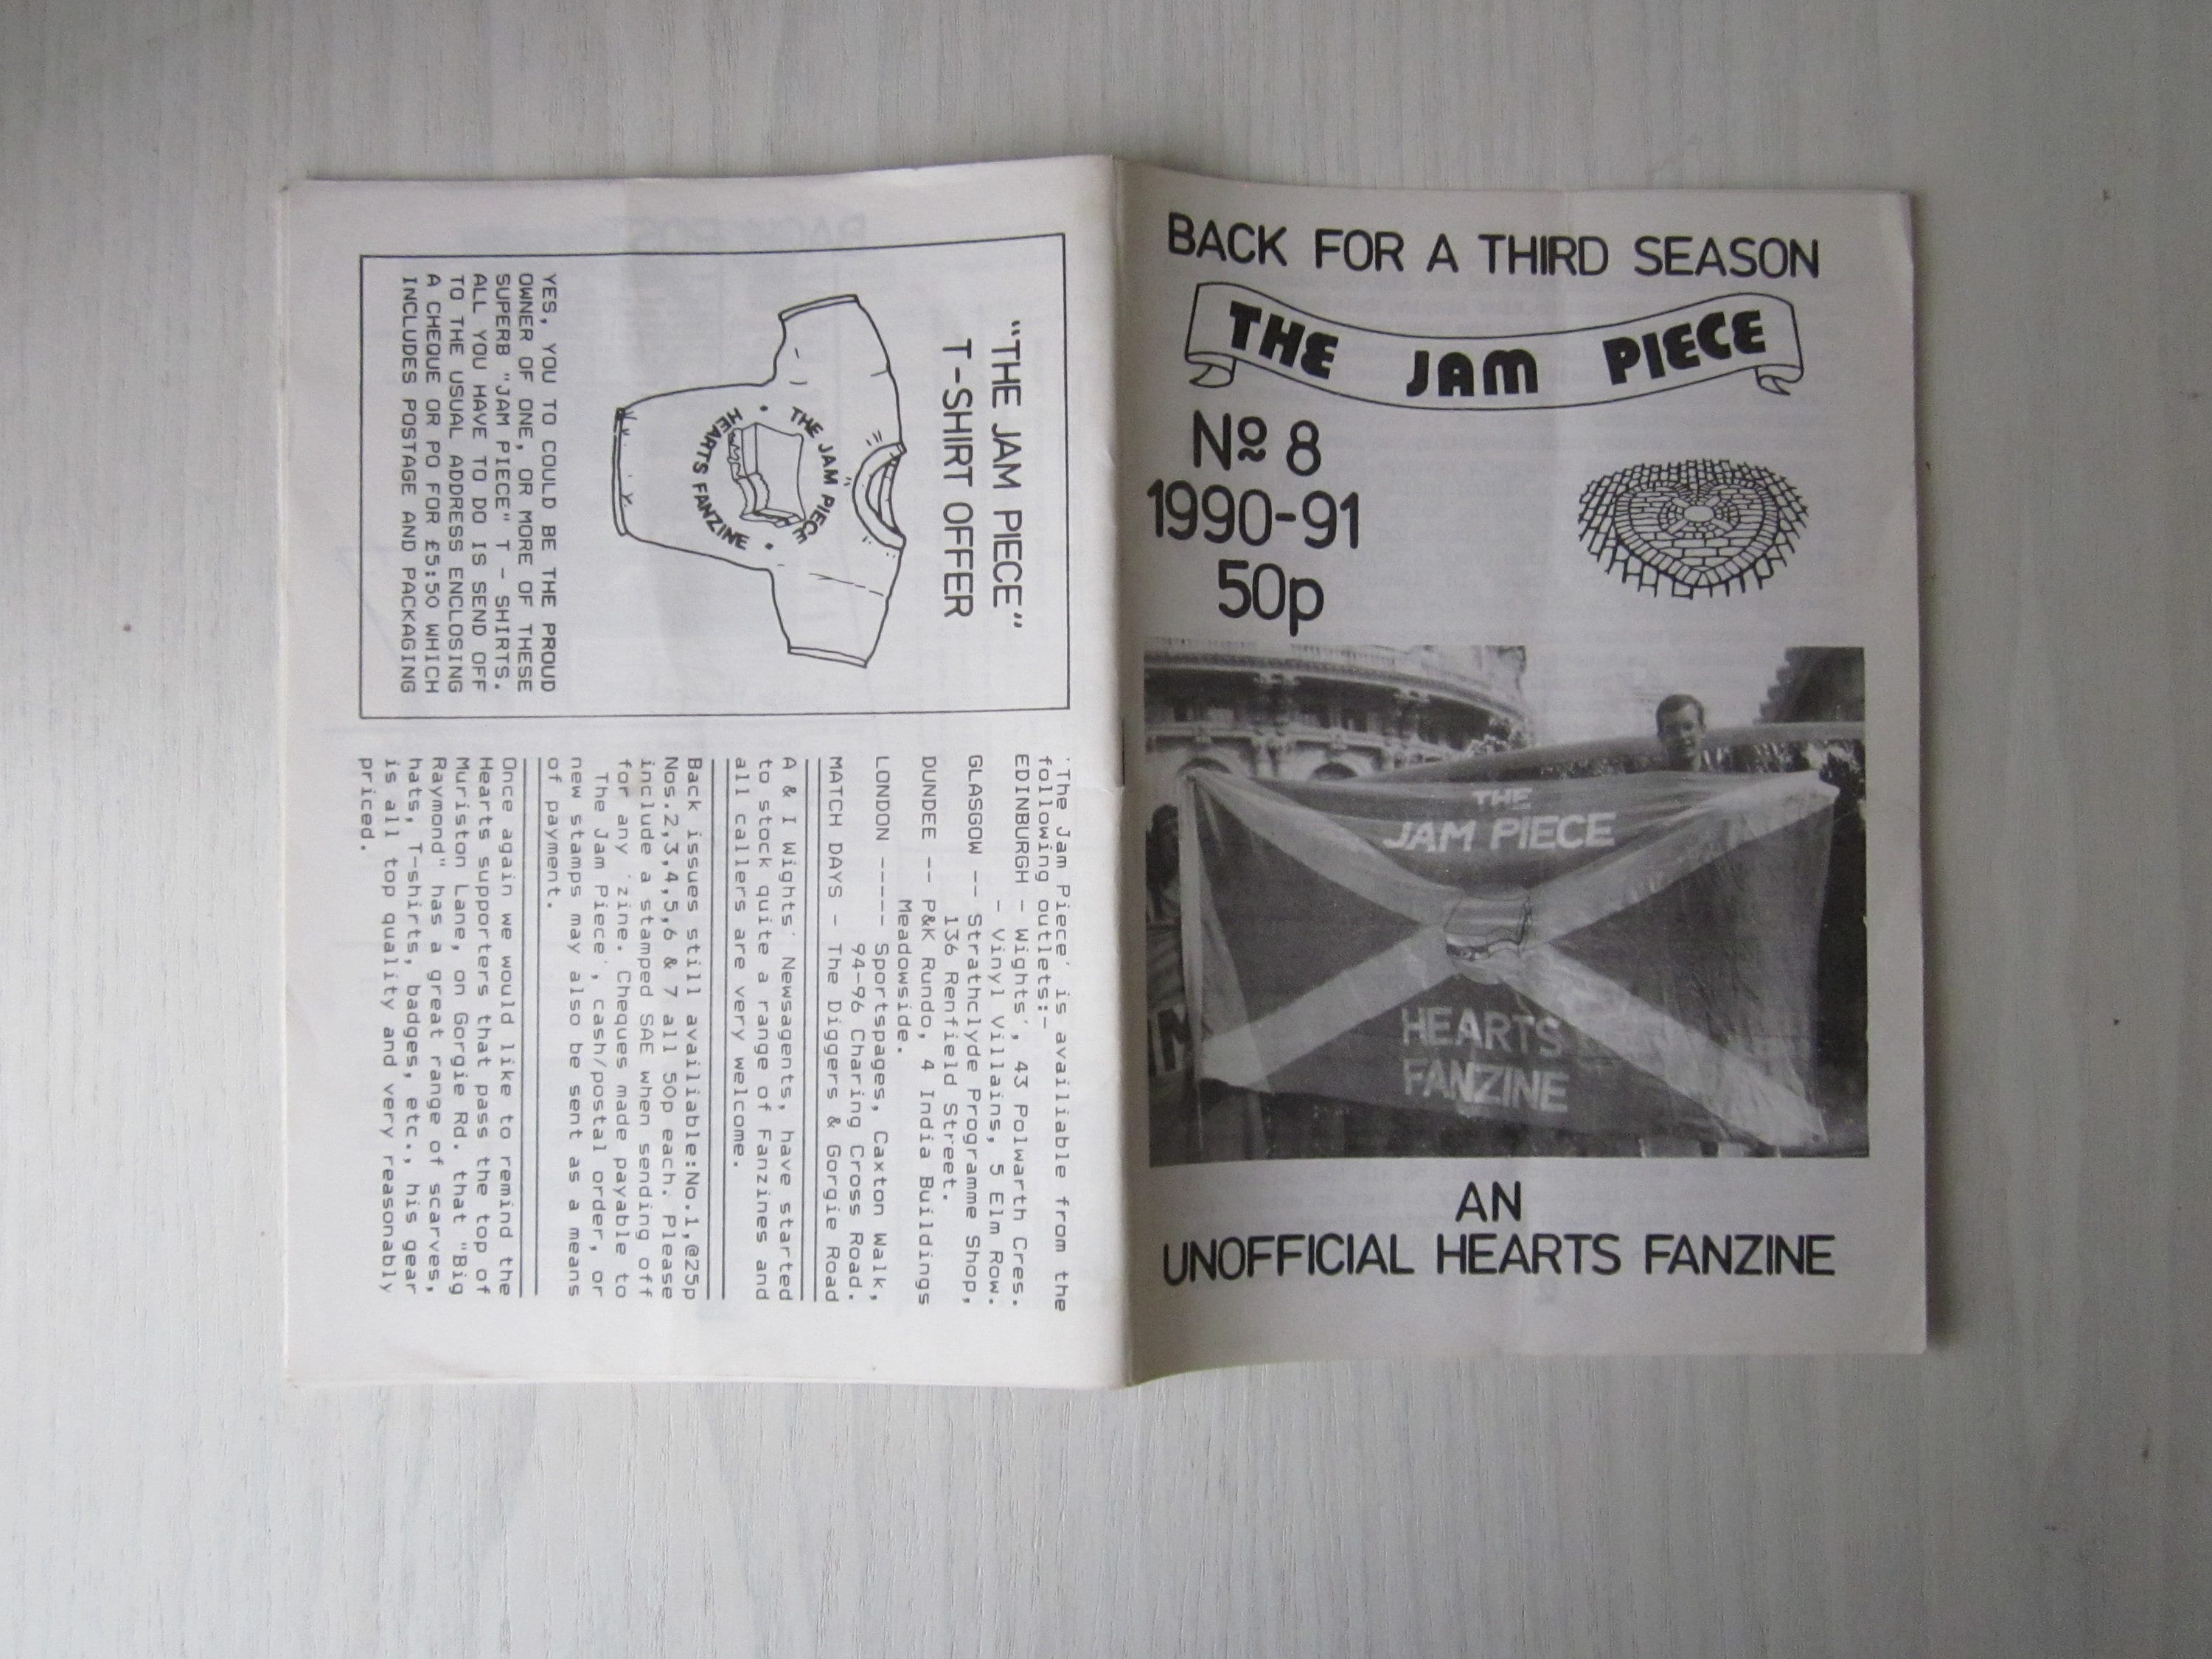 BACK FOR A THIRD SEASON
THE JAM PIECE
Nº 8
1990-91
50p
THE
JAM PIECE
HEARTS
FANZINE
AN
UNOFFICIAL HEARTS FANZINE
"THE JAM PIECE"
T-SHIRT OFFER
THE JAM PIECE
HEARTS FANZINE
YES, YOU TO COULD BE THE PROUD
OWNER OF ONE, OR MORE OF THESE
SUPERB "JAM PIECE" T - SHIRTS.
ALL YOU HAVE TO DO IS SEND OFF
TO THE USUAL ADDRESS ENCLOSING
A CHEQUE OR PO FOR £5:50 WHICH
INCLUDES POSTAGE AND PACKAGING
'The Jam Piece' is availiable from the
following outlets:-
EDINBURGH - Wights', 43 Polwarth Cres.
- Vinyl Villains, 5 Elm Row.
GLASGOW -- Strathclyde Programme Shop,
136 Renfield Street.
DUNDEE -- P&K Rundo, 4 India Buildings
Meadowside.
LONDON ----- Sportspages, Caxton Walk,
94-96 Charing Cross Road.
MATCH DAYS - The Diggers & Gorgie Road
A & I Wights' Newsagents, have started
to stock quite a range of Fanzines and
all callers are very welcome.
Back issues still availiable:No.1,@25p
Nos.2,3,4,5,6 & 7 all 50p each. Please
include a stamped SAE when sending off
for any 'zine. Cheques made payable to
'The Jam Piece', cash/postal order, or
new stamps may also be sent as a means
of payment.
Once again we would like to remind the
Hearts supporters that pass the top of
Muriston Lane, on Gorgie Rd. that "Big
Raymond" has a great range of scarves,
hats, T-shirts, badges, etc., his gear
is all top quality and very reasonably
priced.